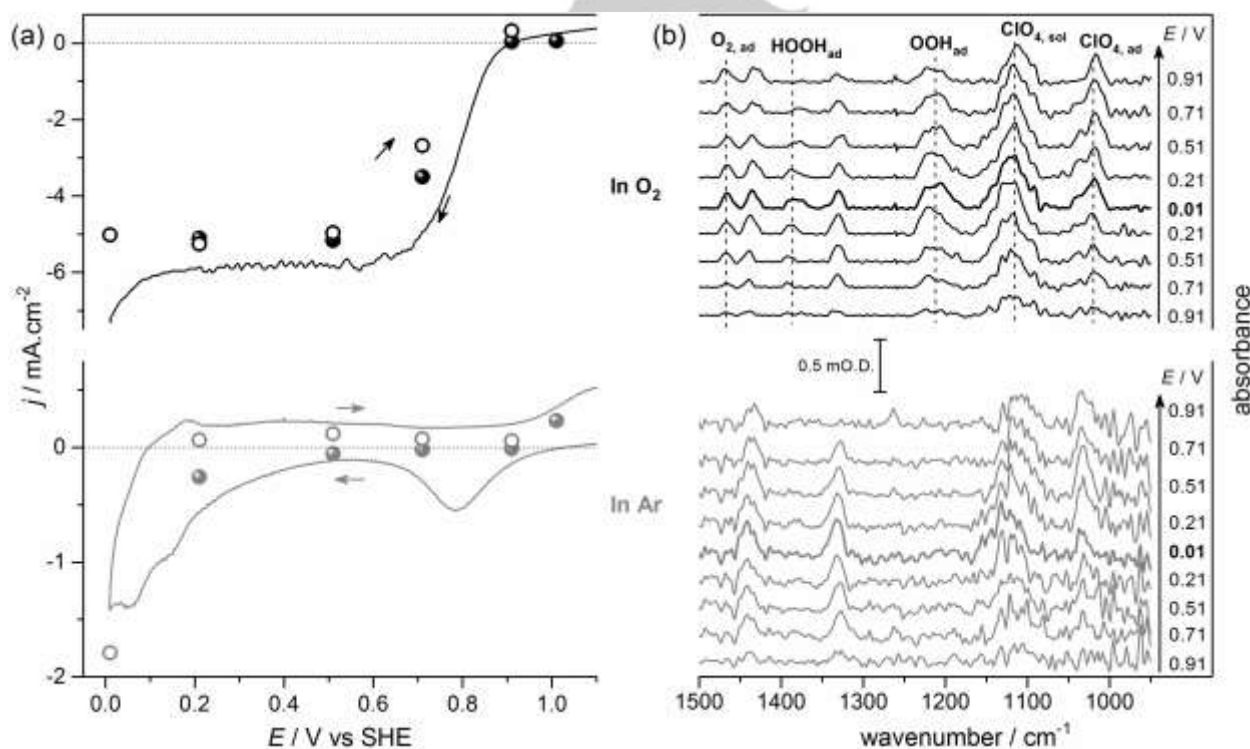 (a)
0
-2
-4
-6
0
-1
-2
j / mA.cm-2
0.0 0.2 0.4 0.6 0.8 1.0
E / V vs SHE
In O2
In Ar
(b)
O2, ad HOOHad OOHad ClO4, sol ClO4, ad E / V
0.91
0.71
0.51
0.21
0.01
0.21
0.51
0.71
0.91
0.5 mO.D.
E / V
0.91
0.71
0.51
0.21
0.01
0.21
0.51
0.71
0.91
1500 1400 1300 1200 1100 1000
wavenumber / cm-1
absorbance